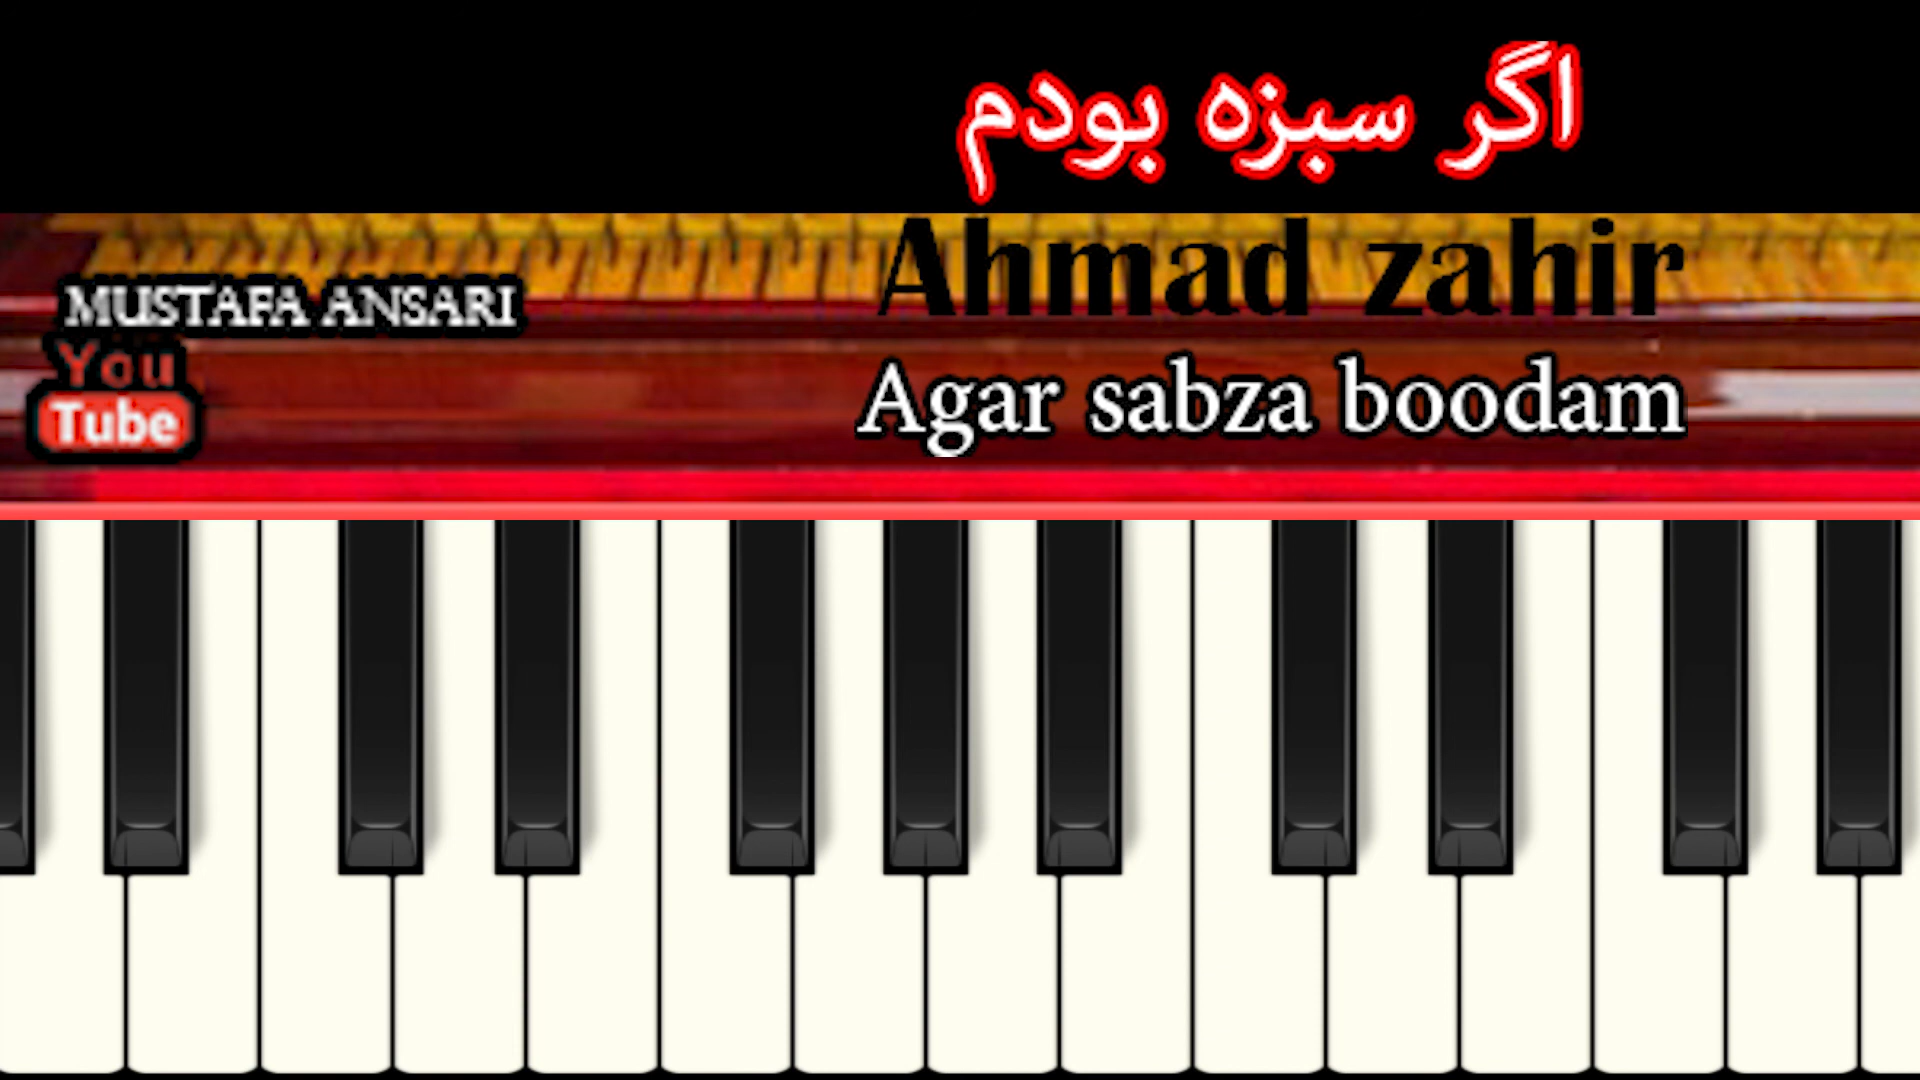 اگر سبزه بودم
Ahmad zahir
MUSTAFA ANSARI
You
Tube
Agar sabza boodam